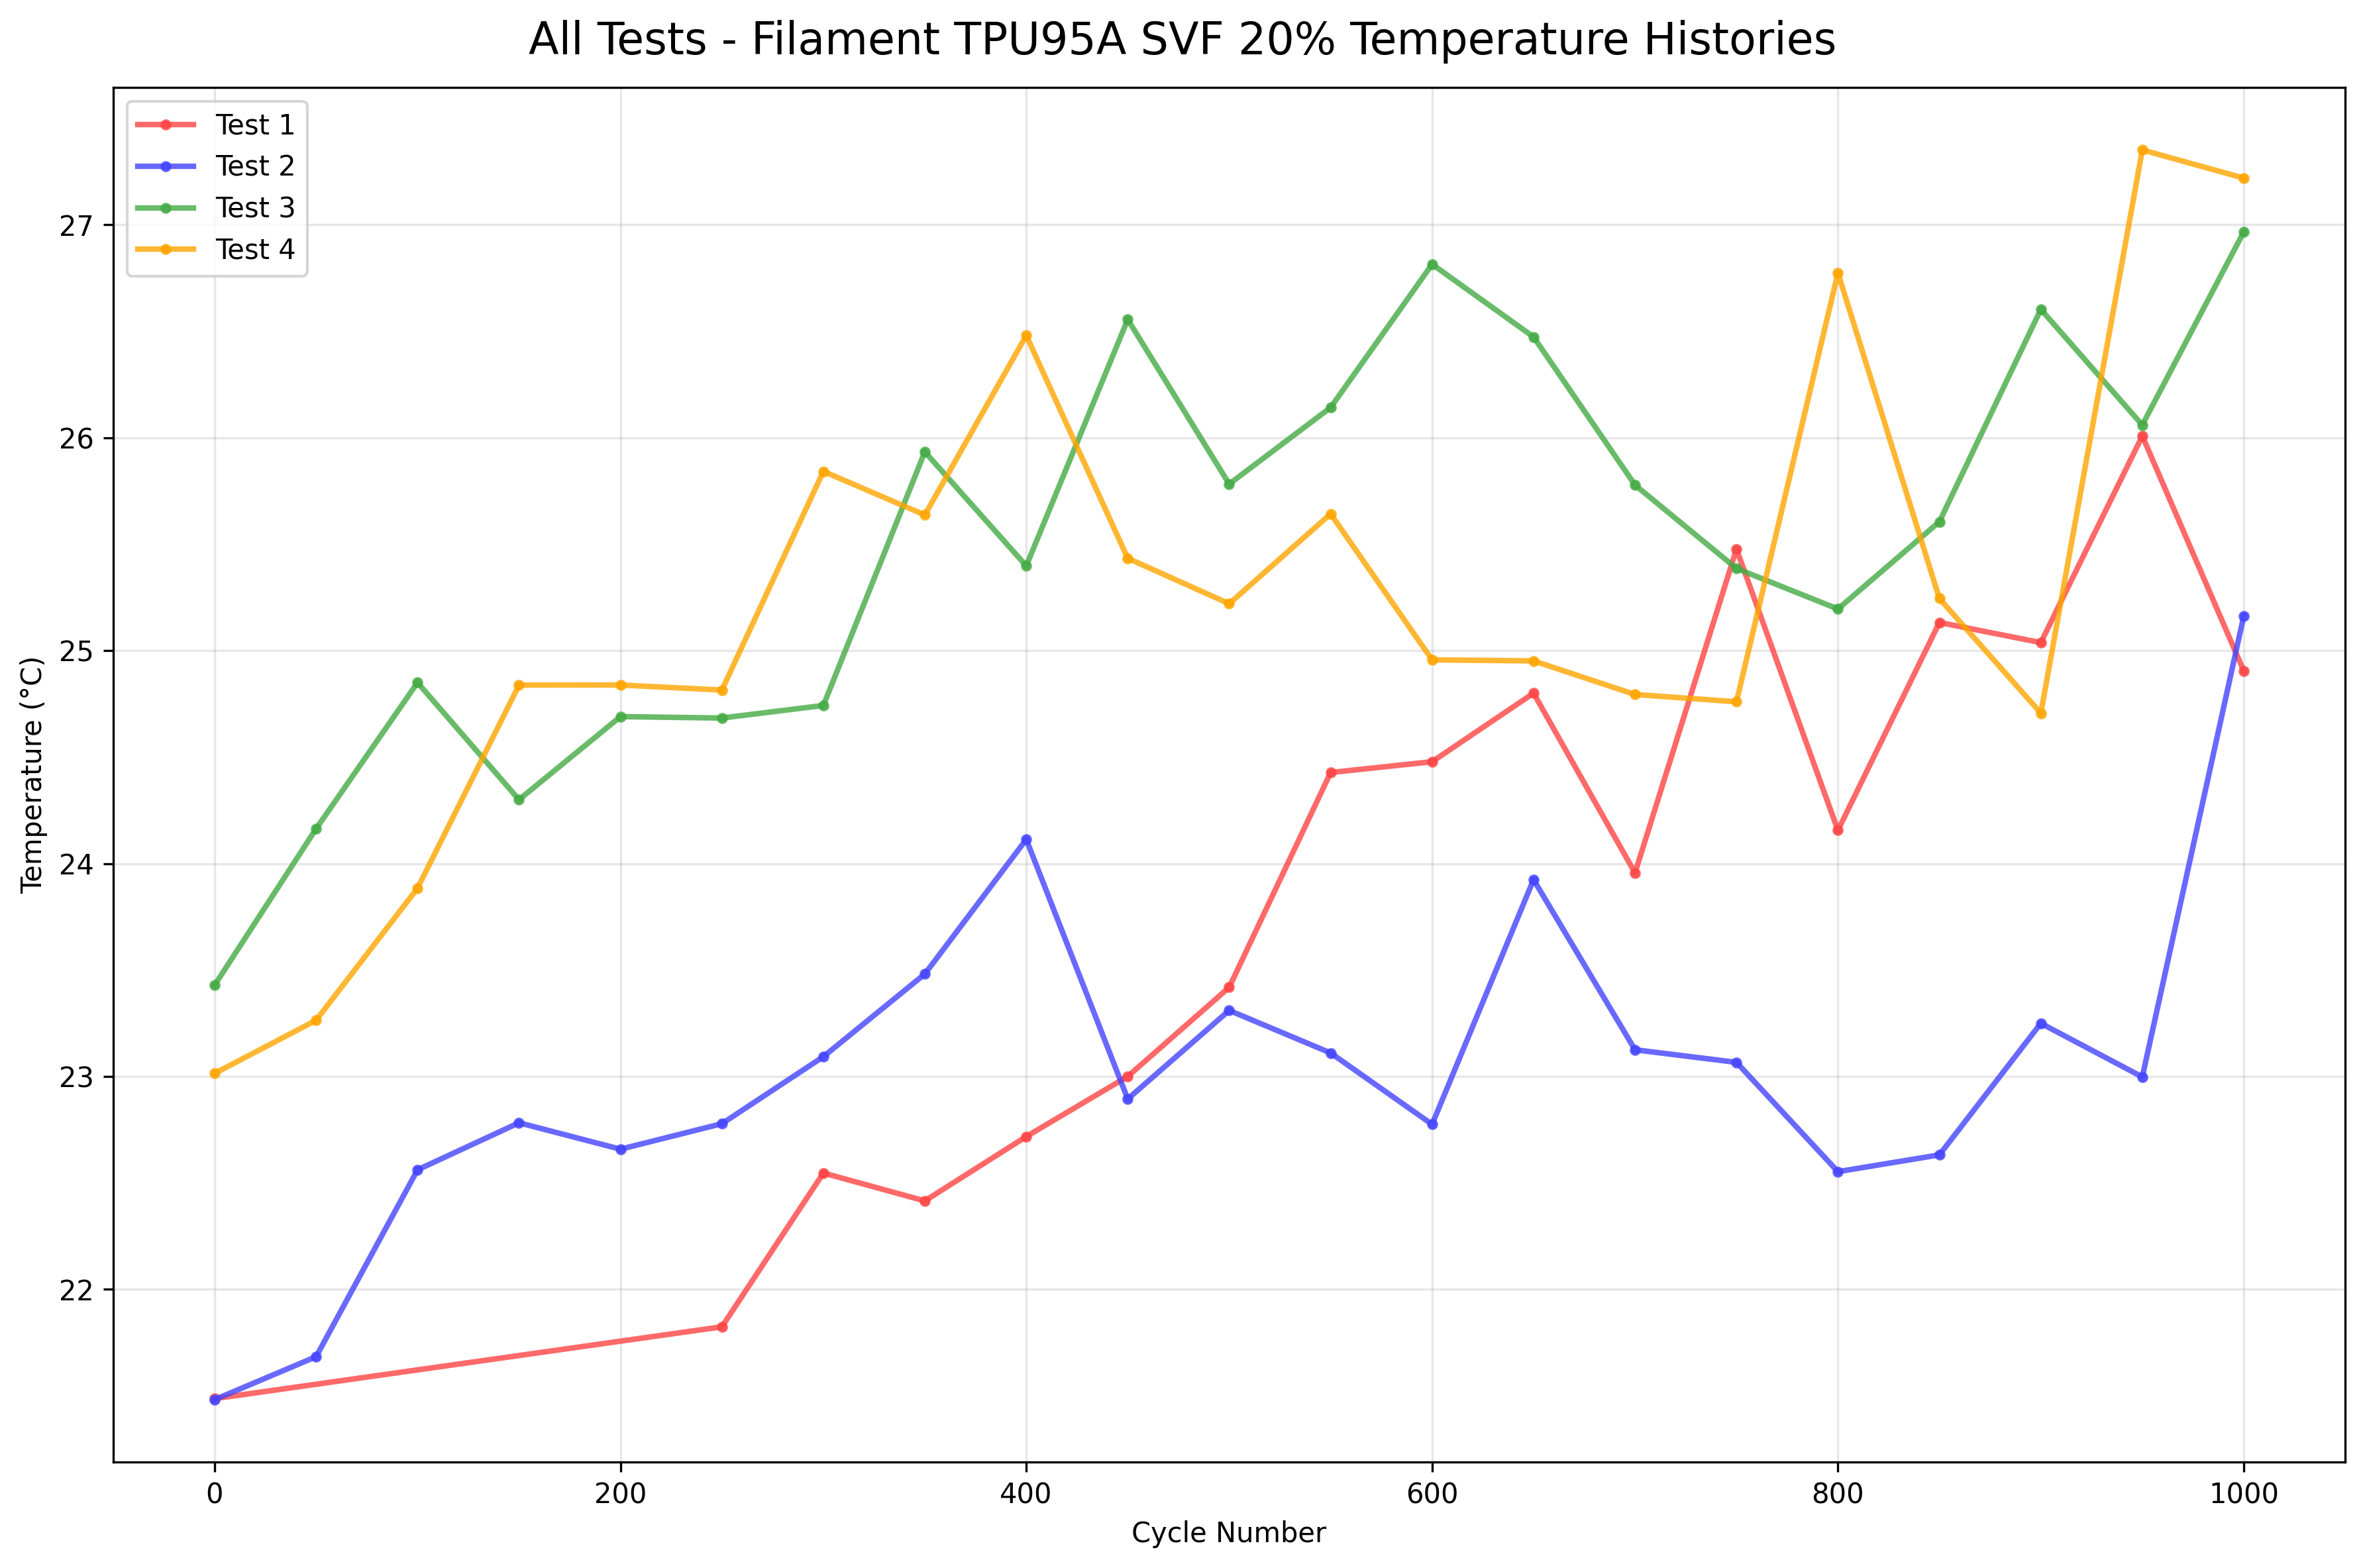 All Tests - Filament TPU95A SVF 20% Temperature Histories
Test 1
Test 2
Test 3
Test 4
27
26
25
24
23
22
Temperature (°C)
0 200 400 600 800 1000
Cycle Number